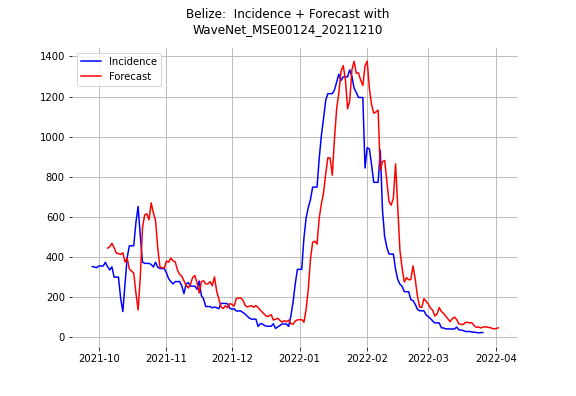 Belize:  Incidence + Forecast with
WaveNet_MSE00124_20211210
1400
1200
1000
800
600
400
200
0
Incidence
Forecast
2021-10 2021-11 2021-12 2022-01 2022-02 2022-03 2022-04